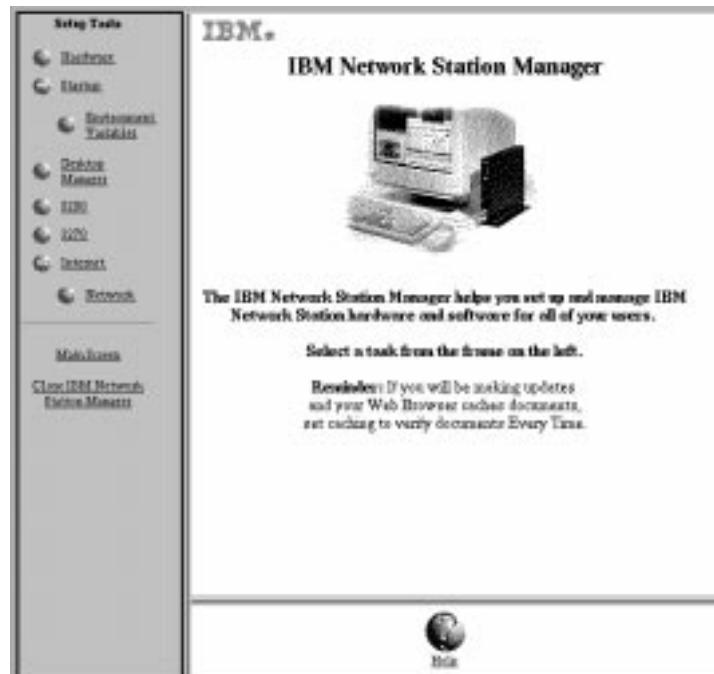 Setup Tasks
Hardware
Startup
Environment
Variables
Desktop
Manager
5250
3270
Internet
Network
Main Screen
Close IBM Network
Station Manager
IBM
IBM Network Station Manager
The IBM Network Station Manager helps you set up and manage IBM
Network Station hardware and software for all of your users.
Select a task from the frame on the left.
Reminder: If you will be making updates
and your Web Browser caches documents,
set caching to verify documents Every Time.
Help